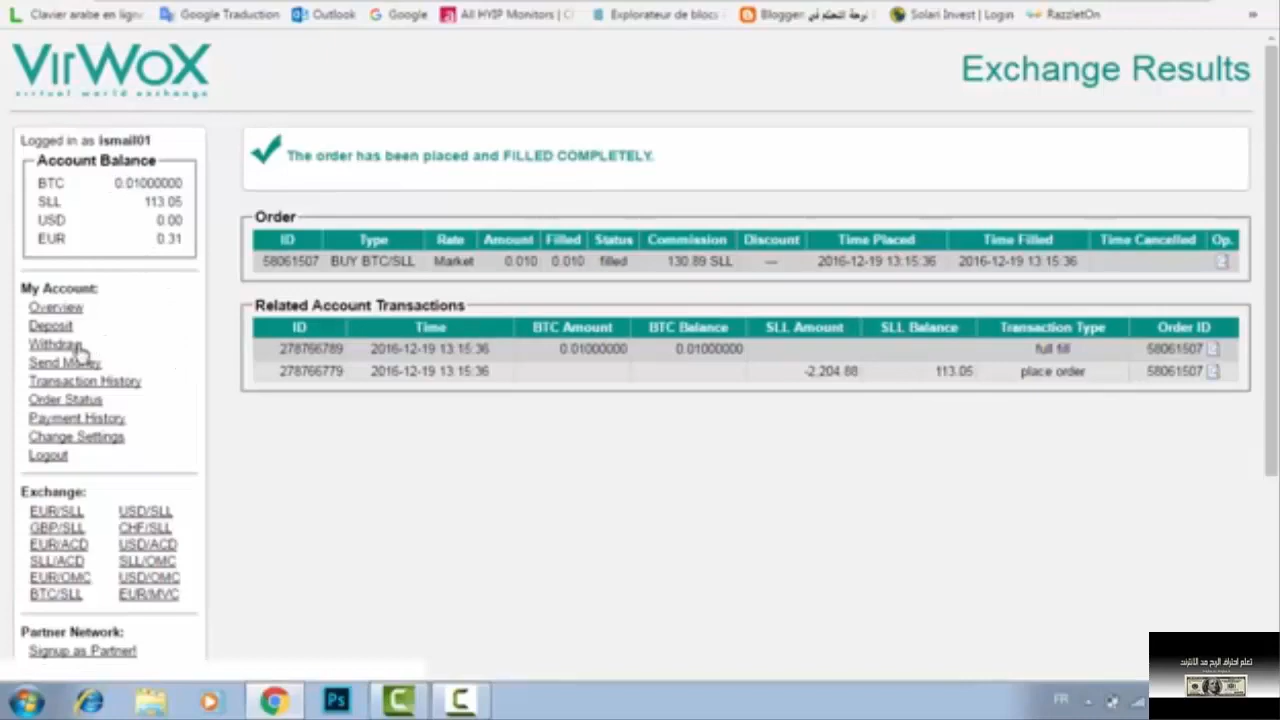 Clavier arabe en ligne Google Traduction Outlook Google All HYIP Monitors | Explorateur de blocs Blogger Solari Invest | Login RazzletOn »
VirWoX
virtual world exchange
Exchange Results
Logged in as ismail01
Account Balance
BTC 0.01000000
SLL 113.05
USD 0.00
EUR 0.31
The order has been placed and FILLED COMPLETELY.
Order
ID Type Rate Amount Filled Status Commission Discount Time Placed Time Filled Time Cancelled Op.
58061507 BUY BTC/SLL Market 0.010 0.010 filled 130.89 SLL — 2016-12-19 13:15:36 2016-12-19 13:15:36
Related Account Transactions
ID Time BTC Amount BTC Balance SLL Amount SLL Balance Transaction Type Order ID
278766789 2016-12-19 13:15:36 0.01000000 0.01000000 full fill 58061507
278766779 2016-12-19 13:15:36 -2,204.88 113.05 place order 58061507
My Account:
Overview
Deposit
Withdraw
Send Money
Transaction History
Order Status
Payment History
Change Settings
Logout
Exchange:
EUR/SLL USD/SLL
GBP/SLL CHF/SLL
EUR/ACD USD/ACD
SLL/ACD SLL/OMC
EUR/OMC USD/OMC
BTC/SLL EUR/MVC
Partner Network:
Signup as Partner!
Ps
FR
تعلم احتراف الربح من الانترنت